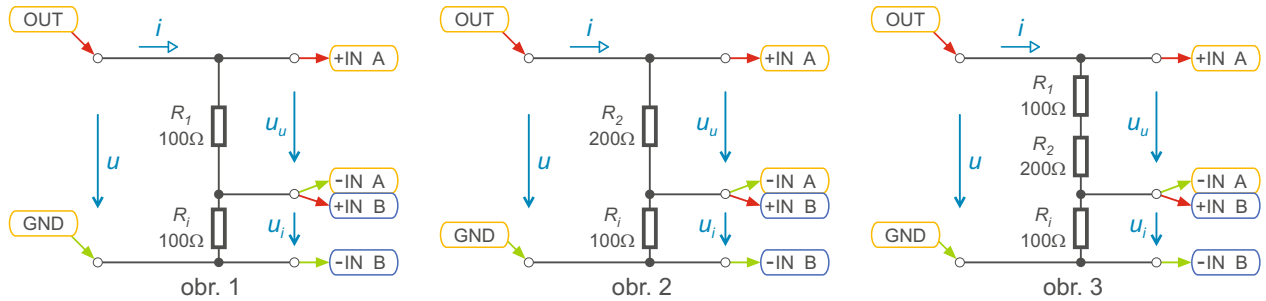 OUT
i
+IN A
R1
100Ω
uu
u
-IN A
+IN B
GND
Ri
100Ω
ui
-IN B
obr. 1
OUT
i
+IN A
R2
200Ω
uu
u
-IN A
+IN B
GND
Ri
100Ω
ui
-IN B
obr. 2
OUT
i
+IN A
R1
100Ω
R2
200Ω
uu
u
-IN A
+IN B
GND
Ri
100Ω
ui
-IN B
obr. 3